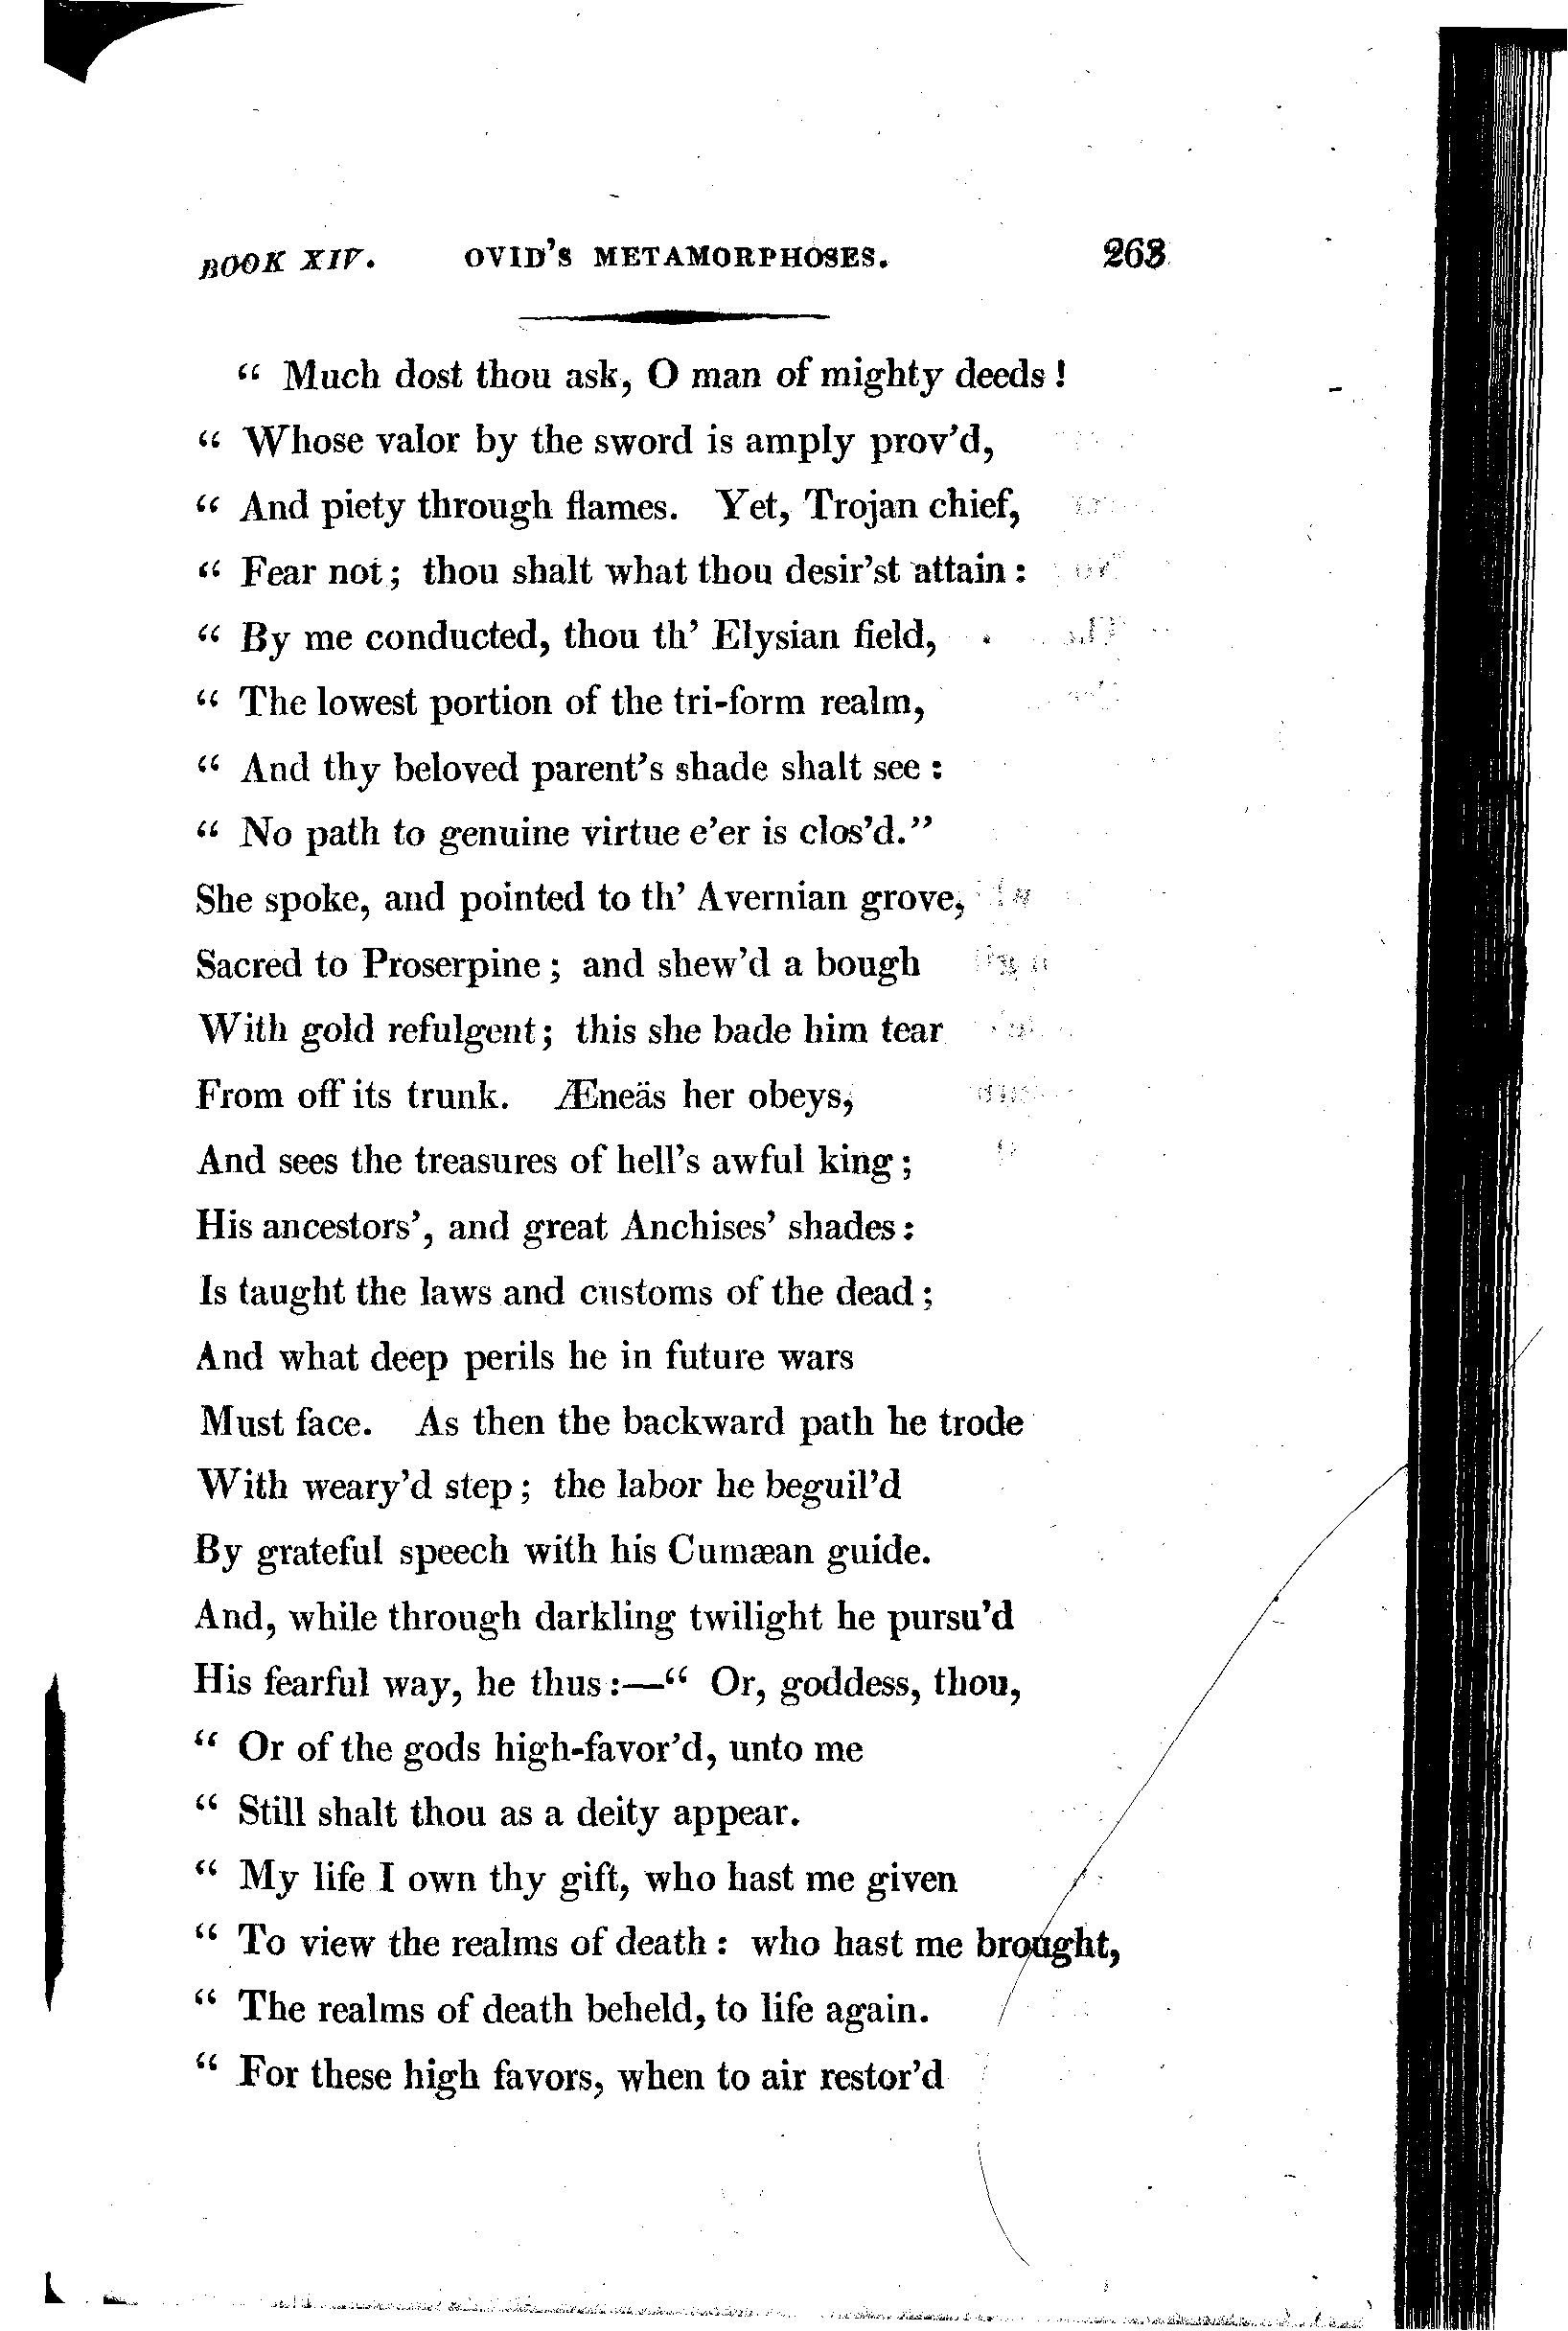 BOOK XIV. OVID'S METAMORPHOSES. 263
“ Much dost thou ask, O man of mighty deeds!
“ Whose valor by the sword is amply prov'd,
“ And piety through flames. Yet, Trojan chief,
“ Fear not; thou shalt what thou desir'st attain:
“ By me conducted, thou th' Elysian field,
“ The lowest portion of the tri-form realm,
“ And thy beloved parent's shade shalt see:
“ No path to genuine virtue e'er is clos'd.”
She spoke, and pointed to th' Avernian grove,
Sacred to Proserpine; and shew'd a bough
With gold refulgent; this she bade him tear
From off its trunk. Æneäs her obeys,
And sees the treasures of hell's awful king;
His ancestors', and great Anchises' shades:
Is taught the laws and customs of the dead;
And what deep perils he in future wars
Must face. As then the backward path he trode
With weary'd step; the labor he beguil'd
By grateful speech with his Cumæan guide.
And, while through darkling twilight he pursu'd
His fearful way, he thus:—“ Or, goddess, thou,
“ Or of the gods high-favor'd, unto me
“ Still shalt thou as a deity appear.
“ My life I own thy gift, who hast me given
“ To view the realms of death: who hast me brought,
“ The realms of death beheld, to life again.
“ For these high favors, when to air restor'd